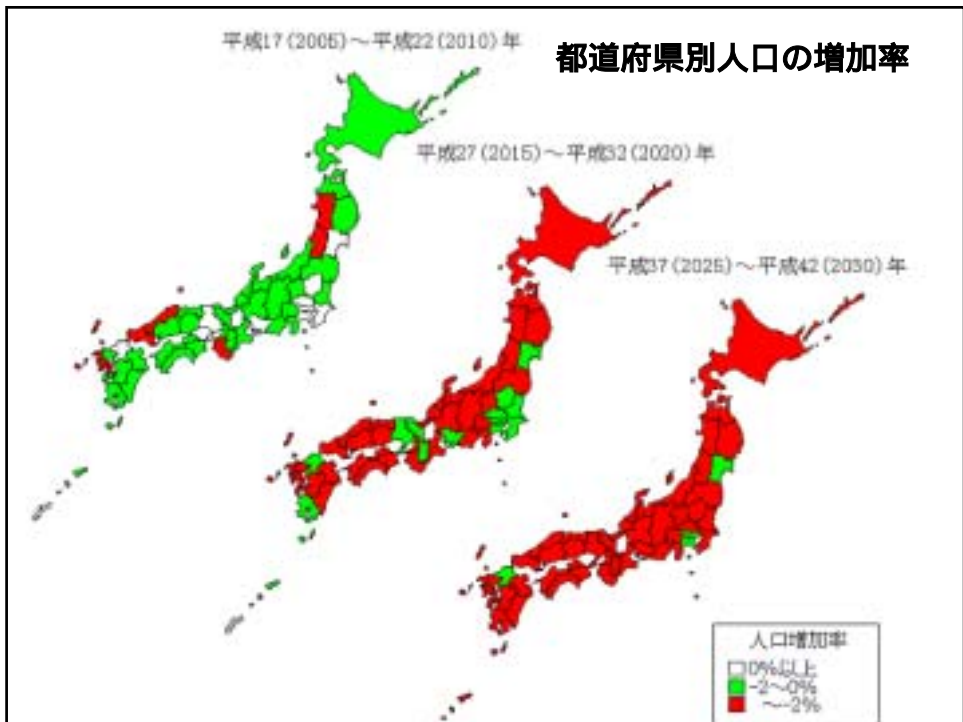 平成17(2005)～平成22(2010)年
都道府県別人口の増加率
平成27(2015)～平成32(2020)年
平成37(2025)～平成42(2030)年
人口増加率
0%以上
-2～0%
～-2%